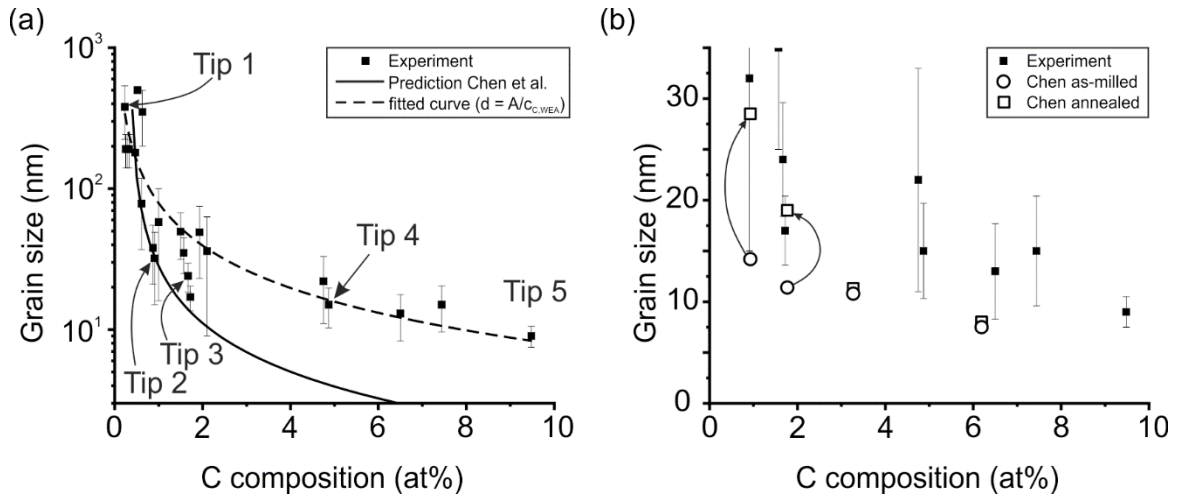 (a)
Grain size (nm)
10³
10²
10¹
Tip 1
Tip 2
Tip 3
Tip 4
Tip 5
Experiment
Prediction Chen et al.
fitted curve (d = A/c_C,WEA)
0 2 4 6 8 10
C composition (at%)
(b)
Grain size (nm)
30
20
10
0
Experiment
Chen as-milled
Chen annealed
0 2 4 6 8 10
C composition (at%)